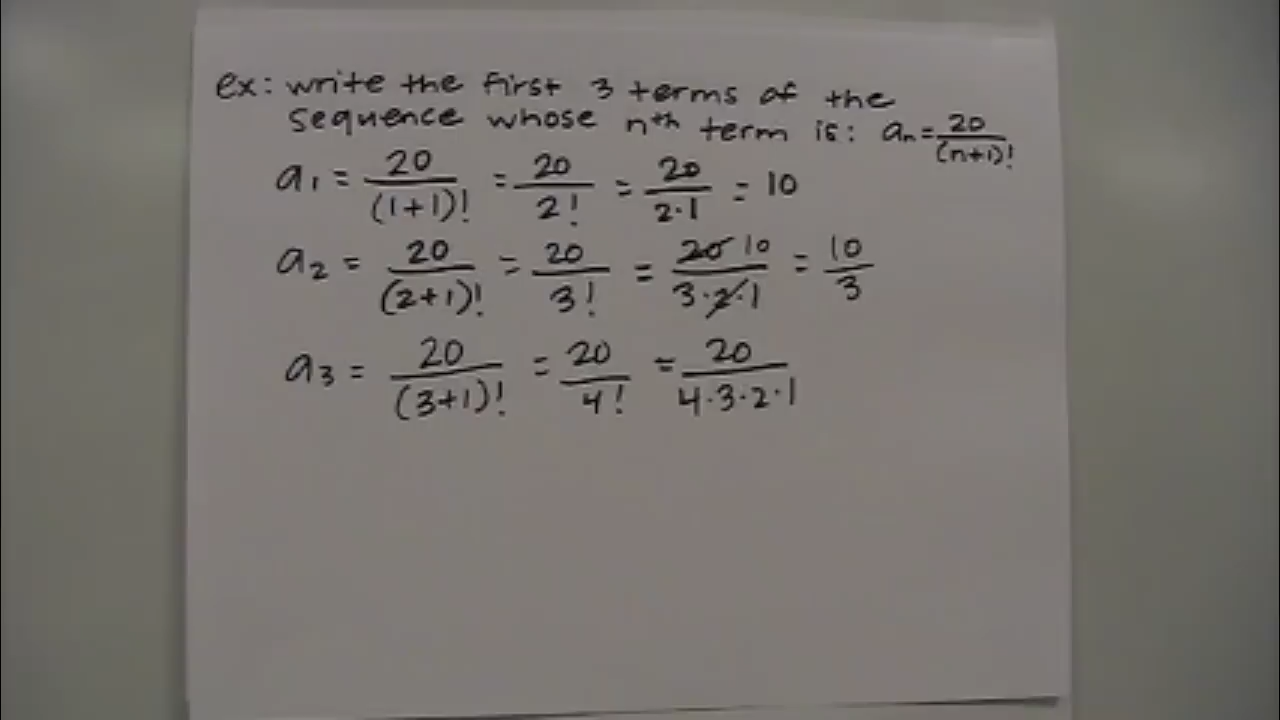 ex: write the first 3 terms of the
sequence whose nth term is: aₙ = 20/(n+1)!
a₁ = 20/(1+1)! = 20/2! = 20/2·1 = 10
a₂ = 20/(2+1)! = 20/3! = 20 10/3·2·1 = 10/3
a₃ = 20/(3+1)! = 20/4! = 20/4·3·2·1